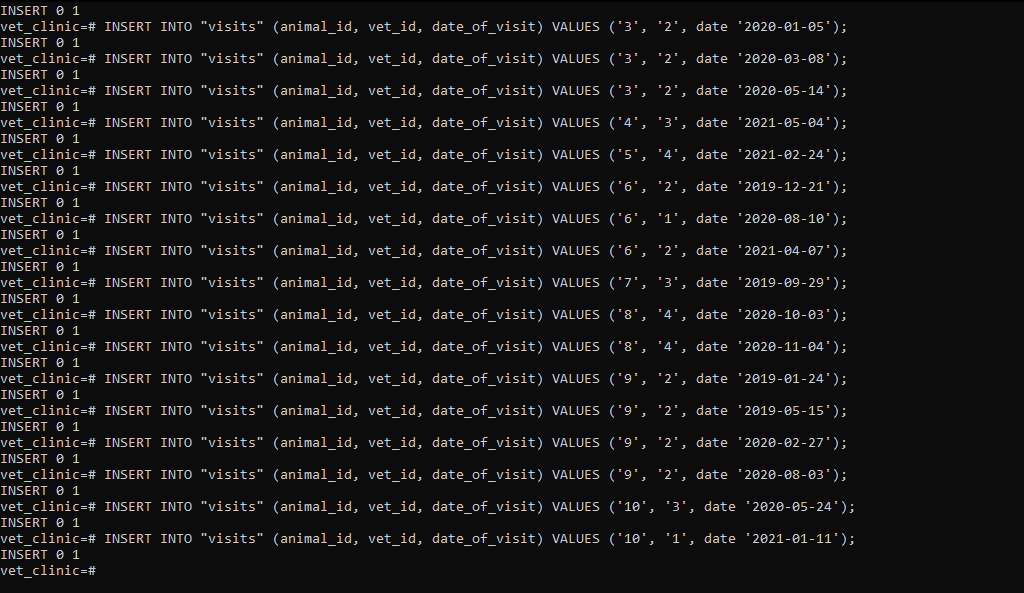 INSERT 0 1
vet_clinic=# INSERT INTO "visits" (animal_id, vet_id, date_of_visit) VALUES ('3', '2', date '2020-01-05');
INSERT 0 1
vet_clinic=# INSERT INTO "visits" (animal_id, vet_id, date_of_visit) VALUES ('3', '2', date '2020-03-08');
INSERT 0 1
vet_clinic=# INSERT INTO "visits" (animal_id, vet_id, date_of_visit) VALUES ('3', '2', date '2020-05-14');
INSERT 0 1
vet_clinic=# INSERT INTO "visits" (animal_id, vet_id, date_of_visit) VALUES ('4', '3', date '2021-05-04');
INSERT 0 1
vet_clinic=# INSERT INTO "visits" (animal_id, vet_id, date_of_visit) VALUES ('5', '4', date '2021-02-24');
INSERT 0 1
vet_clinic=# INSERT INTO "visits" (animal_id, vet_id, date_of_visit) VALUES ('6', '2', date '2019-12-21');
INSERT 0 1
vet_clinic=# INSERT INTO "visits" (animal_id, vet_id, date_of_visit) VALUES ('6', '1', date '2020-08-10');
INSERT 0 1
vet_clinic=# INSERT INTO "visits" (animal_id, vet_id, date_of_visit) VALUES ('6', '2', date '2021-04-07');
INSERT 0 1
vet_clinic=# INSERT INTO "visits" (animal_id, vet_id, date_of_visit) VALUES ('7', '3', date '2019-09-29');
INSERT 0 1
vet_clinic=# INSERT INTO "visits" (animal_id, vet_id, date_of_visit) VALUES ('8', '4', date '2020-10-03');
INSERT 0 1
vet_clinic=# INSERT INTO "visits" (animal_id, vet_id, date_of_visit) VALUES ('8', '4', date '2020-11-04');
INSERT 0 1
vet_clinic=# INSERT INTO "visits" (animal_id, vet_id, date_of_visit) VALUES ('9', '2', date '2019-01-24');
INSERT 0 1
vet_clinic=# INSERT INTO "visits" (animal_id, vet_id, date_of_visit) VALUES ('9', '2', date '2019-05-15');
INSERT 0 1
vet_clinic=# INSERT INTO "visits" (animal_id, vet_id, date_of_visit) VALUES ('9', '2', date '2020-02-27');
INSERT 0 1
vet_clinic=# INSERT INTO "visits" (animal_id, vet_id, date_of_visit) VALUES ('9', '2', date '2020-08-03');
INSERT 0 1
vet_clinic=# INSERT INTO "visits" (animal_id, vet_id, date_of_visit) VALUES ('10', '3', date '2020-05-24');
INSERT 0 1
vet_clinic=# INSERT INTO "visits" (animal_id, vet_id, date_of_visit) VALUES ('10', '1', date '2021-01-11');
INSERT 0 1
vet_clinic=#